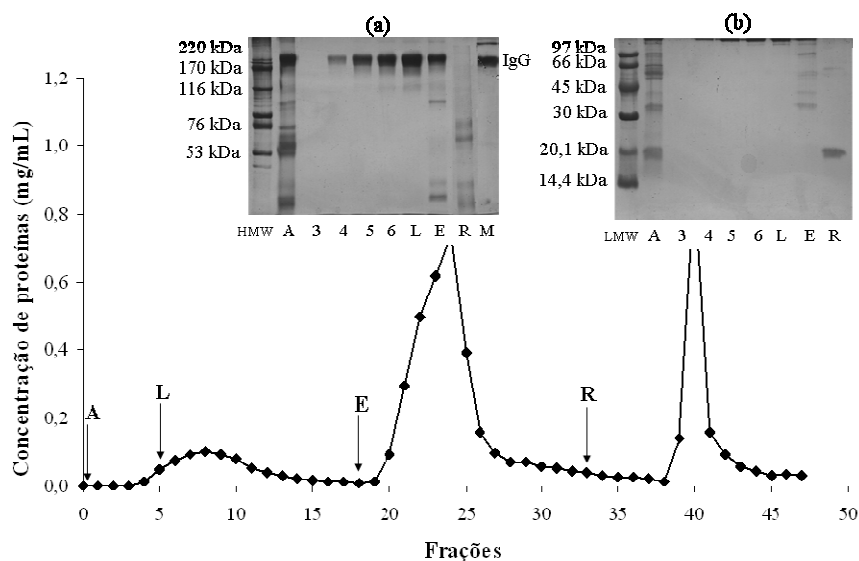 (a)
220 kDa
170 kDa
116 kDa
76 kDa
53 kDa
IgG
HMW A 3 4 5 6 L E R M
(b)
97 kDa
66 kDa
45 kDa
30 kDa
20,1 kDa
14,4 kDa
LMW A 3 4 5 6 L E R
Concentração de proteínas (mg/mL)
1,2
1,0
0,8
0,6
0,4
0,2
0,0
A
L
E
R
0 5 10 15 20 25 30 35 40 45 50
Frações